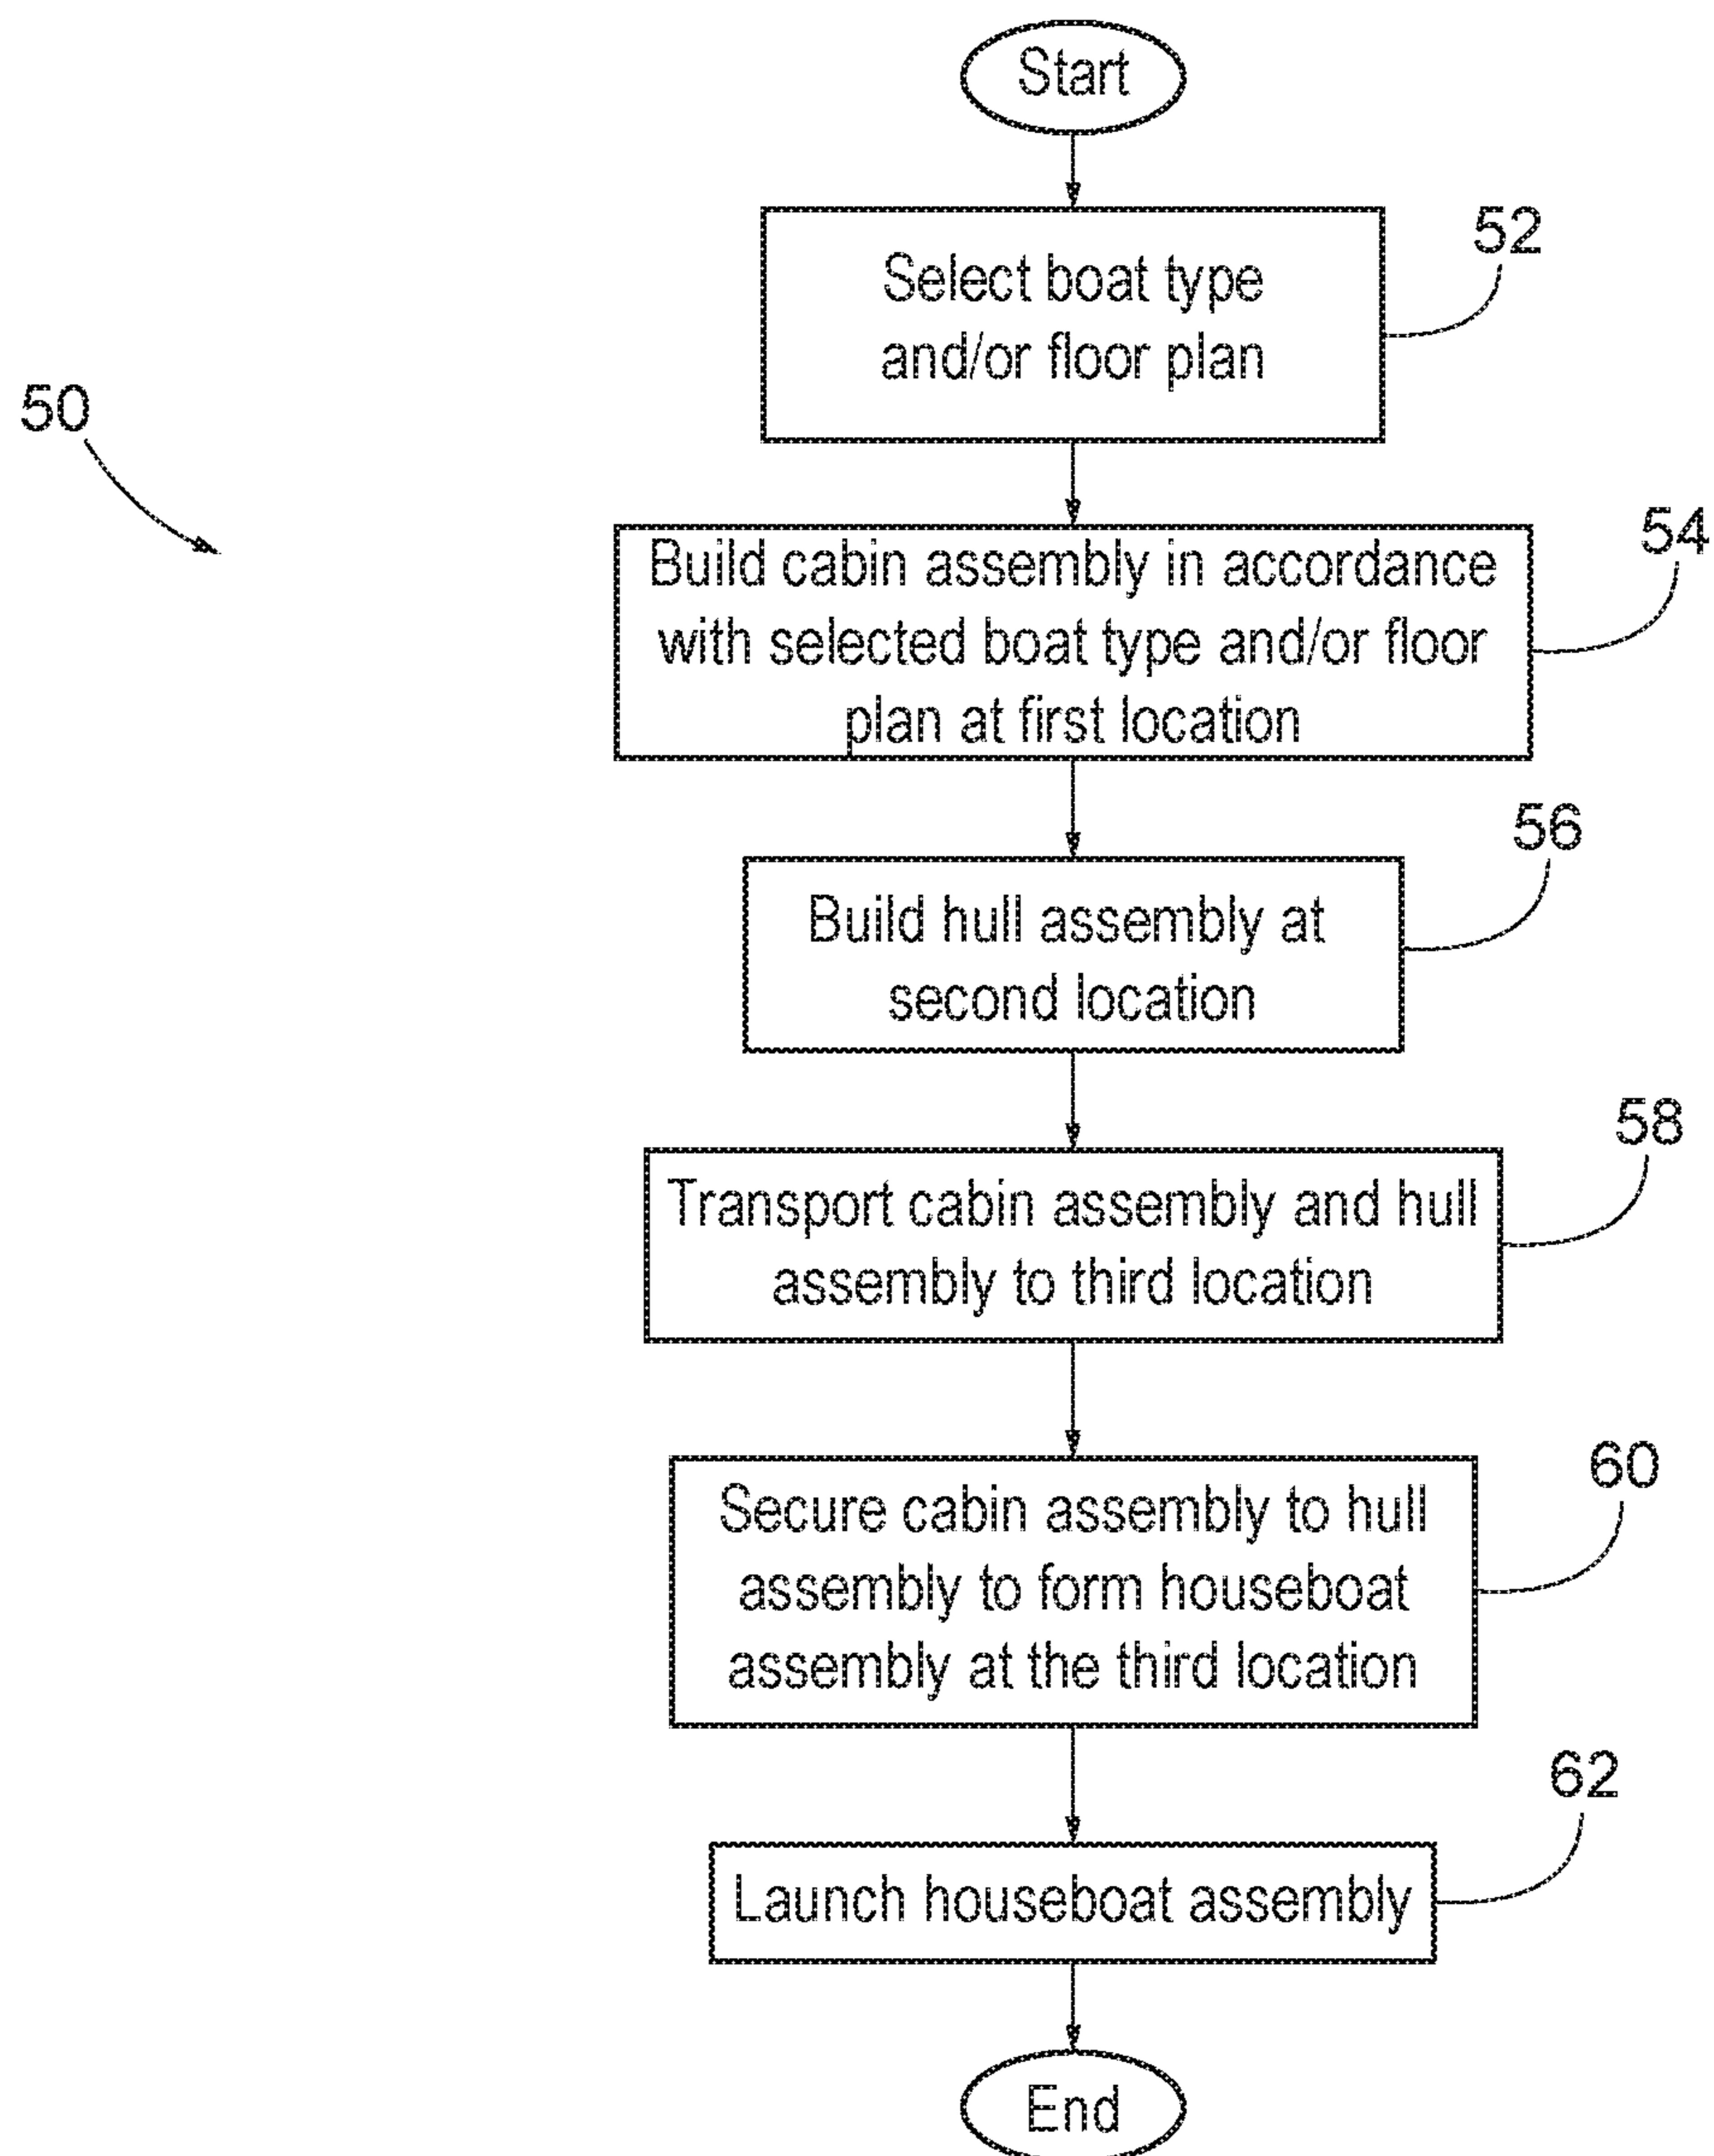 Start
Select boat type
and/or floor plan
52
50
Build cabin assembly in accordance
with selected boat type and/or floor
plan at first location
54
Build hull assembly at
second location
56
Transport cabin assembly and hull
assembly to third location
58
Secure cabin assembly to hull
assembly to form houseboat
assembly at the third location
60
Launch houseboat assembly
62
End